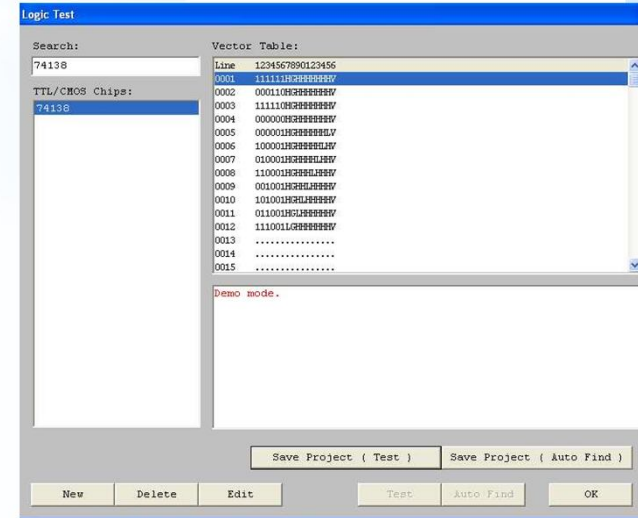 Logic Test
Search:
74138
TTL/CMOS Chips:
74138
Vector Table:
Line 1234567890123456
0001 111111HGHHHHHHHV
0002 000110HGHHHHHHHV
0003 111110HGHHHHHHHV
0004 000000HGHHHHHHHV
0005 000001HGHHHHHHLV
0006 100001HGHHHHHLHV
0007 010001HGHHHHLHHV
0008 110001HGHHHLHHHV
0009 001001HGHHLHHHHV
0010 101001HGHLHHHHHV
0011 011001HGLHHHHHHV
0012 111001LGHHHHHHHV
0013 ................
0014 ................
0015 ................
Demo mode.
Save Project ( Test )
Save Project ( Auto Find )
New
Delete
Edit
Test
Auto Find
OK